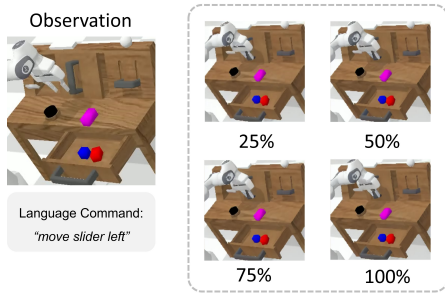 Observation
Language Command:
"move slider left"
25%
50%
75%
100%